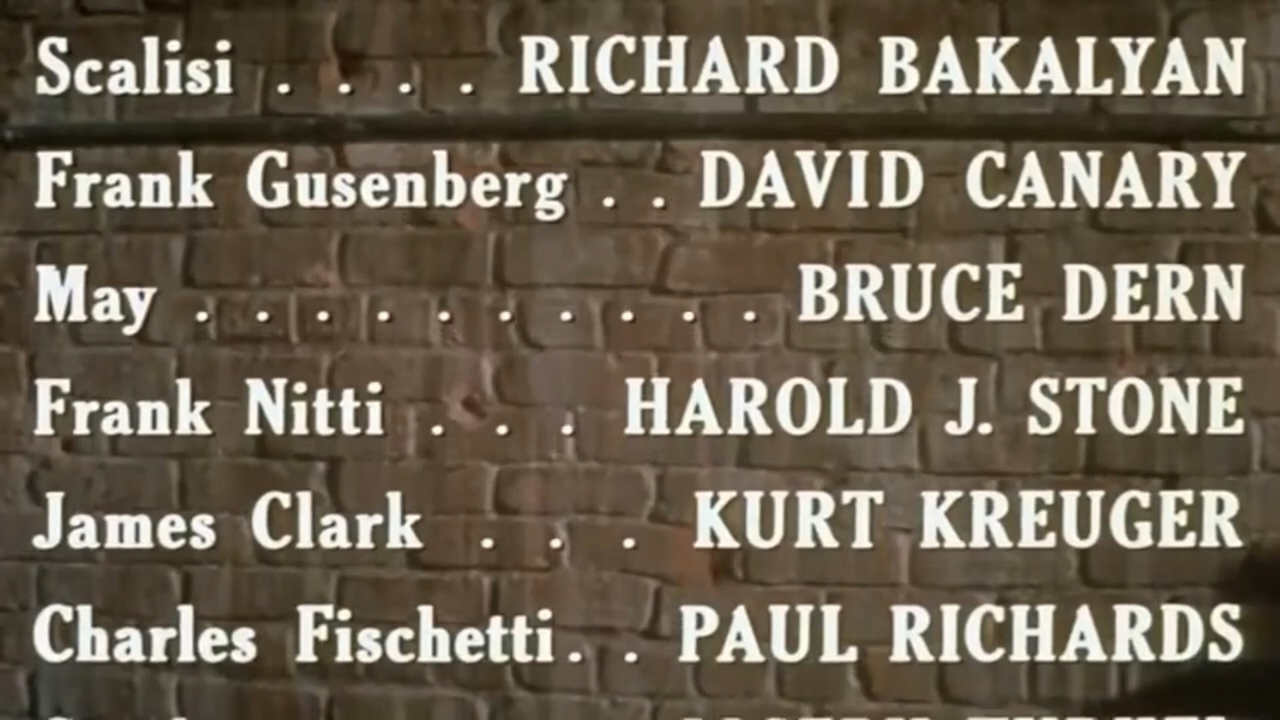 Scalisi . . . . RICHARD BAKALYAN
Frank Gusenberg . . DAVID CANARY
May . . . . . . . . . . BRUCE DERN
Frank Nitti . . . HAROLD J. STONE
James Clark . . . KURT KREUGER
Charles Fischetti . . PAUL RICHARDS